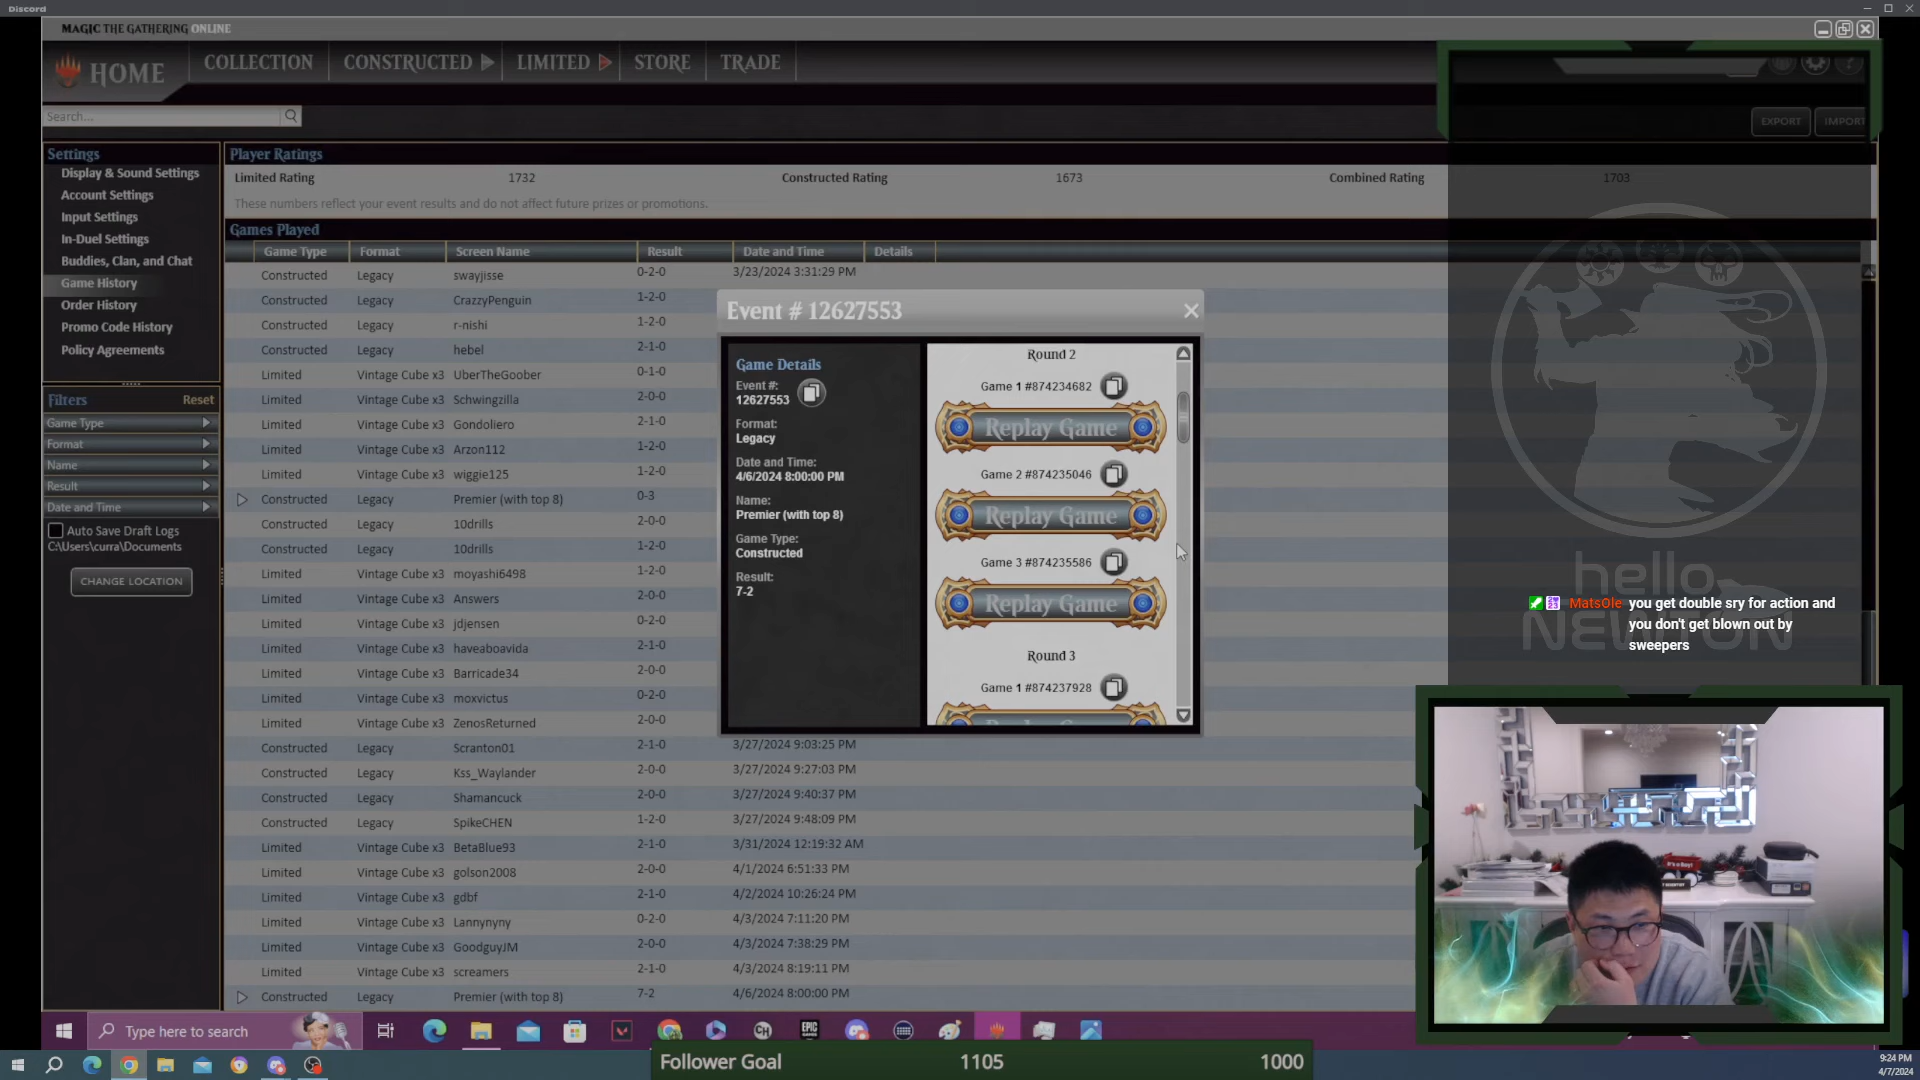 Discord
MAGIC THE GATHERING ONLINE
HOME
COLLECTION
CONSTRUCTED
LIMITED
STORE
TRADE
Search...
EXPORT
IMPORT
Settings
Display & Sound Settings
Account Settings
Input Settings
In-Duel Settings
Buddies, Clan, and Chat
Game History
Order History
Promo Code History
Policy Agreements
Filters Reset
Game Type
Format
Name
Result
Date and Time
Auto Save Draft Logs
C:\Users\curra\Documents
CHANGE LOCATION
Player Ratings
Limited Rating 1732 Constructed Rating 1673 Combined Rating 1703
These numbers reflect your event results and do not affect future prizes or promotions.
Games Played
Game Type Format Screen Name Result Date and Time Details
Constructed Legacy swayjisse 0-2-0 3/23/2024 3:31:29 PM
Constructed Legacy CrazzyPenguin 1-2-0
Constructed Legacy r-nishi 1-2-0
Constructed Legacy hebel 2-1-0
Limited Vintage Cube x3 UberTheGoober 0-1-0
Limited Vintage Cube x3 Schwingzilla 2-0-0
Limited Vintage Cube x3 Gondoliero 2-1-0
Limited Vintage Cube x3 Arzon112 1-2-0
Limited Vintage Cube x3 wiggie125 1-2-0
Constructed Legacy Premier (with top 8) 0-3
Constructed Legacy 10drills 2-0-0
Constructed Legacy 10drills 1-2-0
Limited Vintage Cube x3 moyashi6498 1-2-0
Limited Vintage Cube x3 Answers 2-0-0
Limited Vintage Cube x3 jdjensen 0-2-0
Limited Vintage Cube x3 haveaboavida 2-1-0
Limited Vintage Cube x3 Barricade34 2-0-0
Limited Vintage Cube x3 moxvictus 0-2-0
Limited Vintage Cube x3 ZenosReturned 2-0-0
Constructed Legacy Scranton01 2-1-0 3/27/2024 9:03:25 PM
Constructed Legacy Kss_Waylander 2-0-0 3/27/2024 9:27:03 PM
Constructed Legacy Shamancuck 2-0-0 3/27/2024 9:40:37 PM
Constructed Legacy SpikeCHEN 1-2-0 3/27/2024 9:48:09 PM
Limited Vintage Cube x3 BetaBlue93 2-1-0 3/31/2024 12:19:32 AM
Limited Vintage Cube x3 golson2008 2-0-0 4/1/2024 6:51:33 PM
Limited Vintage Cube x3 gdbf 2-1-0 4/2/2024 10:26:24 PM
Limited Vintage Cube x3 Lannynyny 0-2-0 4/3/2024 7:11:20 PM
Limited Vintage Cube x3 GoodguyJM 2-0-0 4/3/2024 7:38:29 PM
Limited Vintage Cube x3 screamers 2-1-0 4/3/2024 8:19:11 PM
Constructed Legacy Premier (with top 8) 7-2 4/6/2024 8:00:00 PM
Event # 12627553
Game Details
Event #:
12627553
Format:
Legacy
Date and Time:
4/6/2024 8:00:00 PM
Name:
Premier (with top 8)
Game Type:
Constructed
Result:
7-2
Round 2
Game 1 #874234682
Replay Game
Game 2 #874235046
Replay Game
Game 3 #874235586
Replay Game
Round 3
Game 1 #874237928
hello
NEWTON
MatsOle you get double sry for action and
you don't get blown out by
sweepers
Type here to search
CH
EPIC
Follower Goal 1105 1000
9:24 PM
4/7/2024